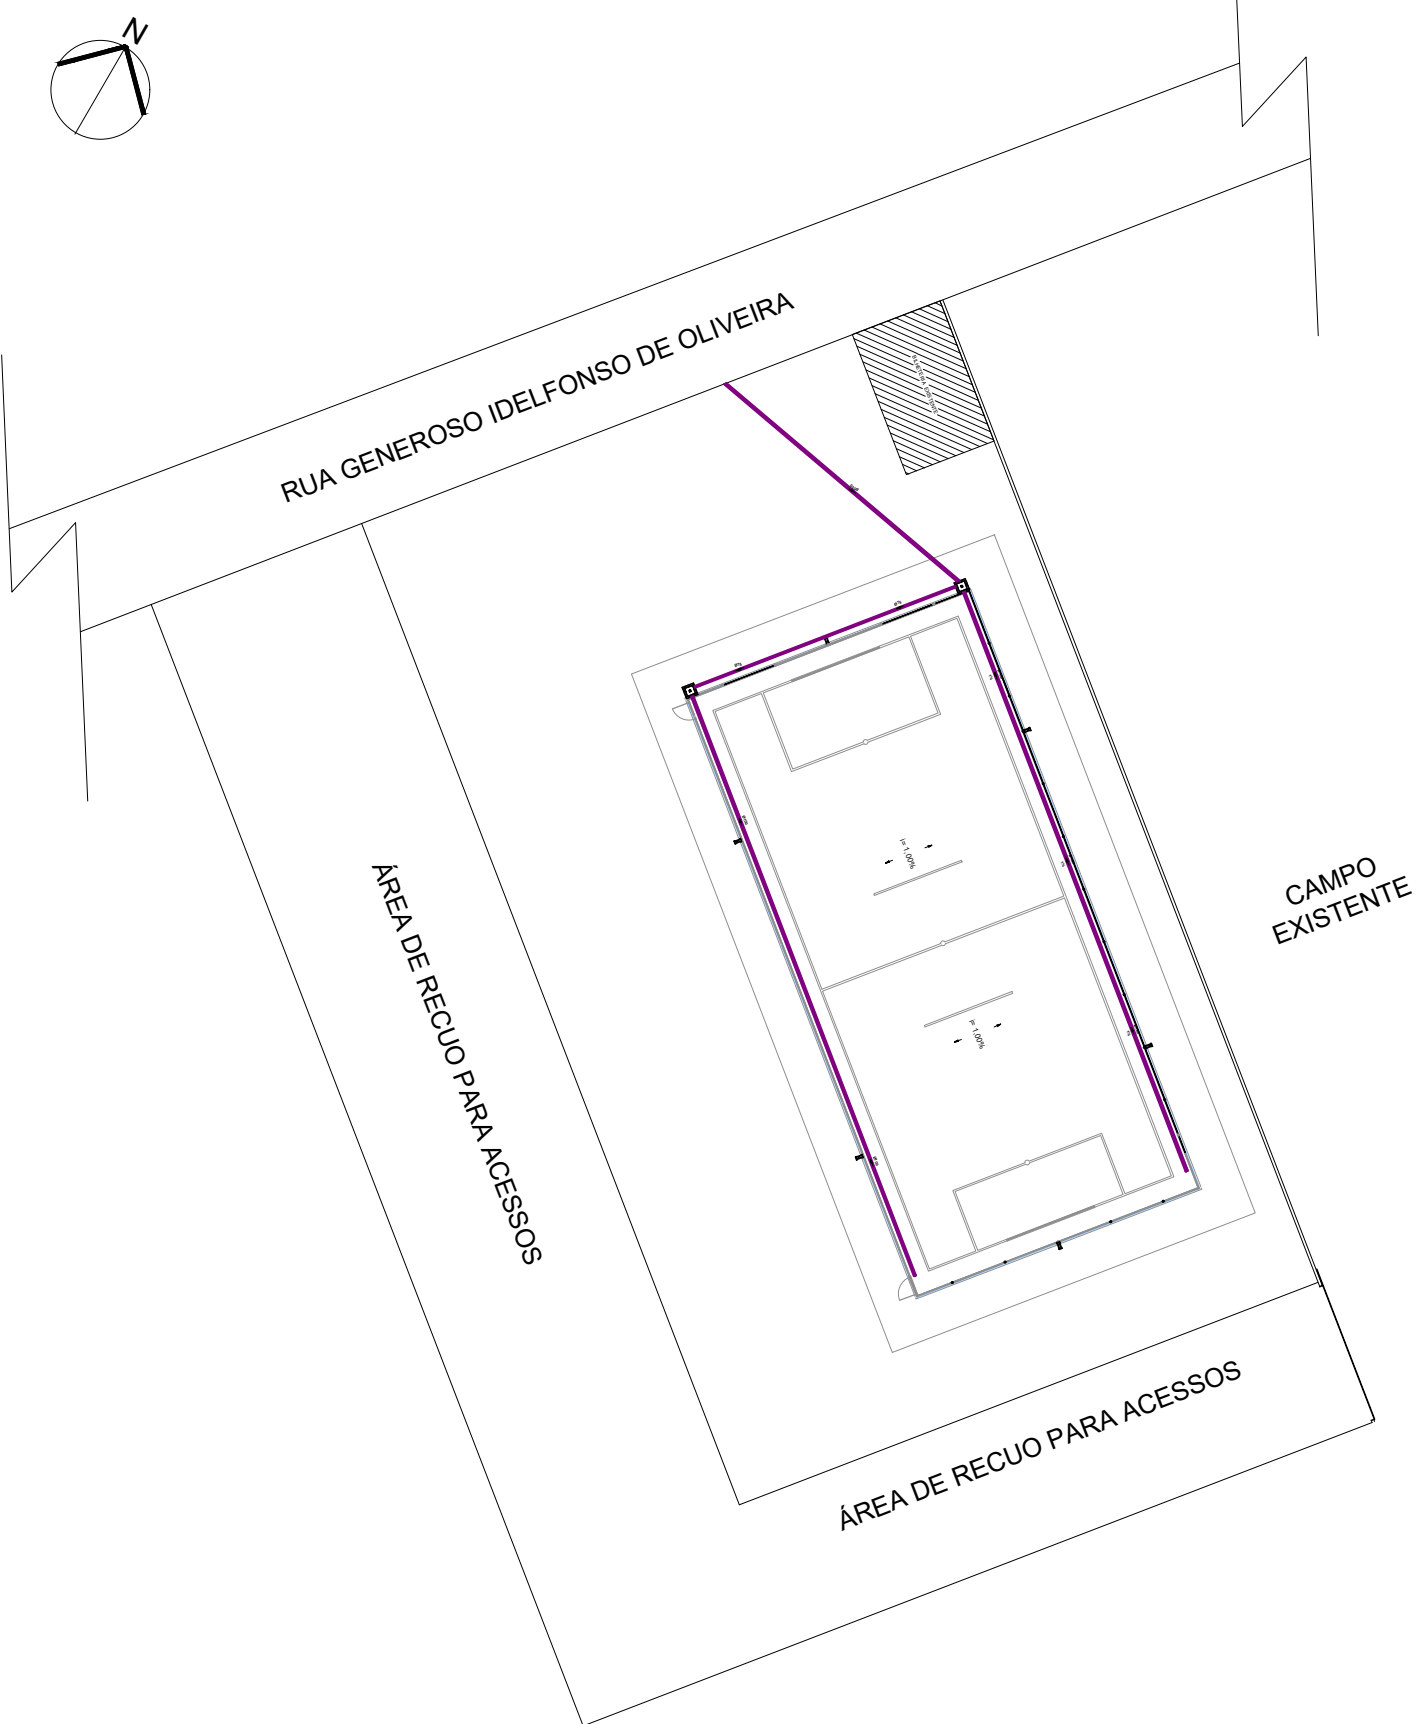 N
RUA GENEROSO IDELFONSO DE OLIVEIRA
i= 1.00%
CAMPO
EXISTENTE
ÁREA DE RECUO PARA ACESSOS
i= 1.00%
ÁREA DE RECUO PARA ACESSOS